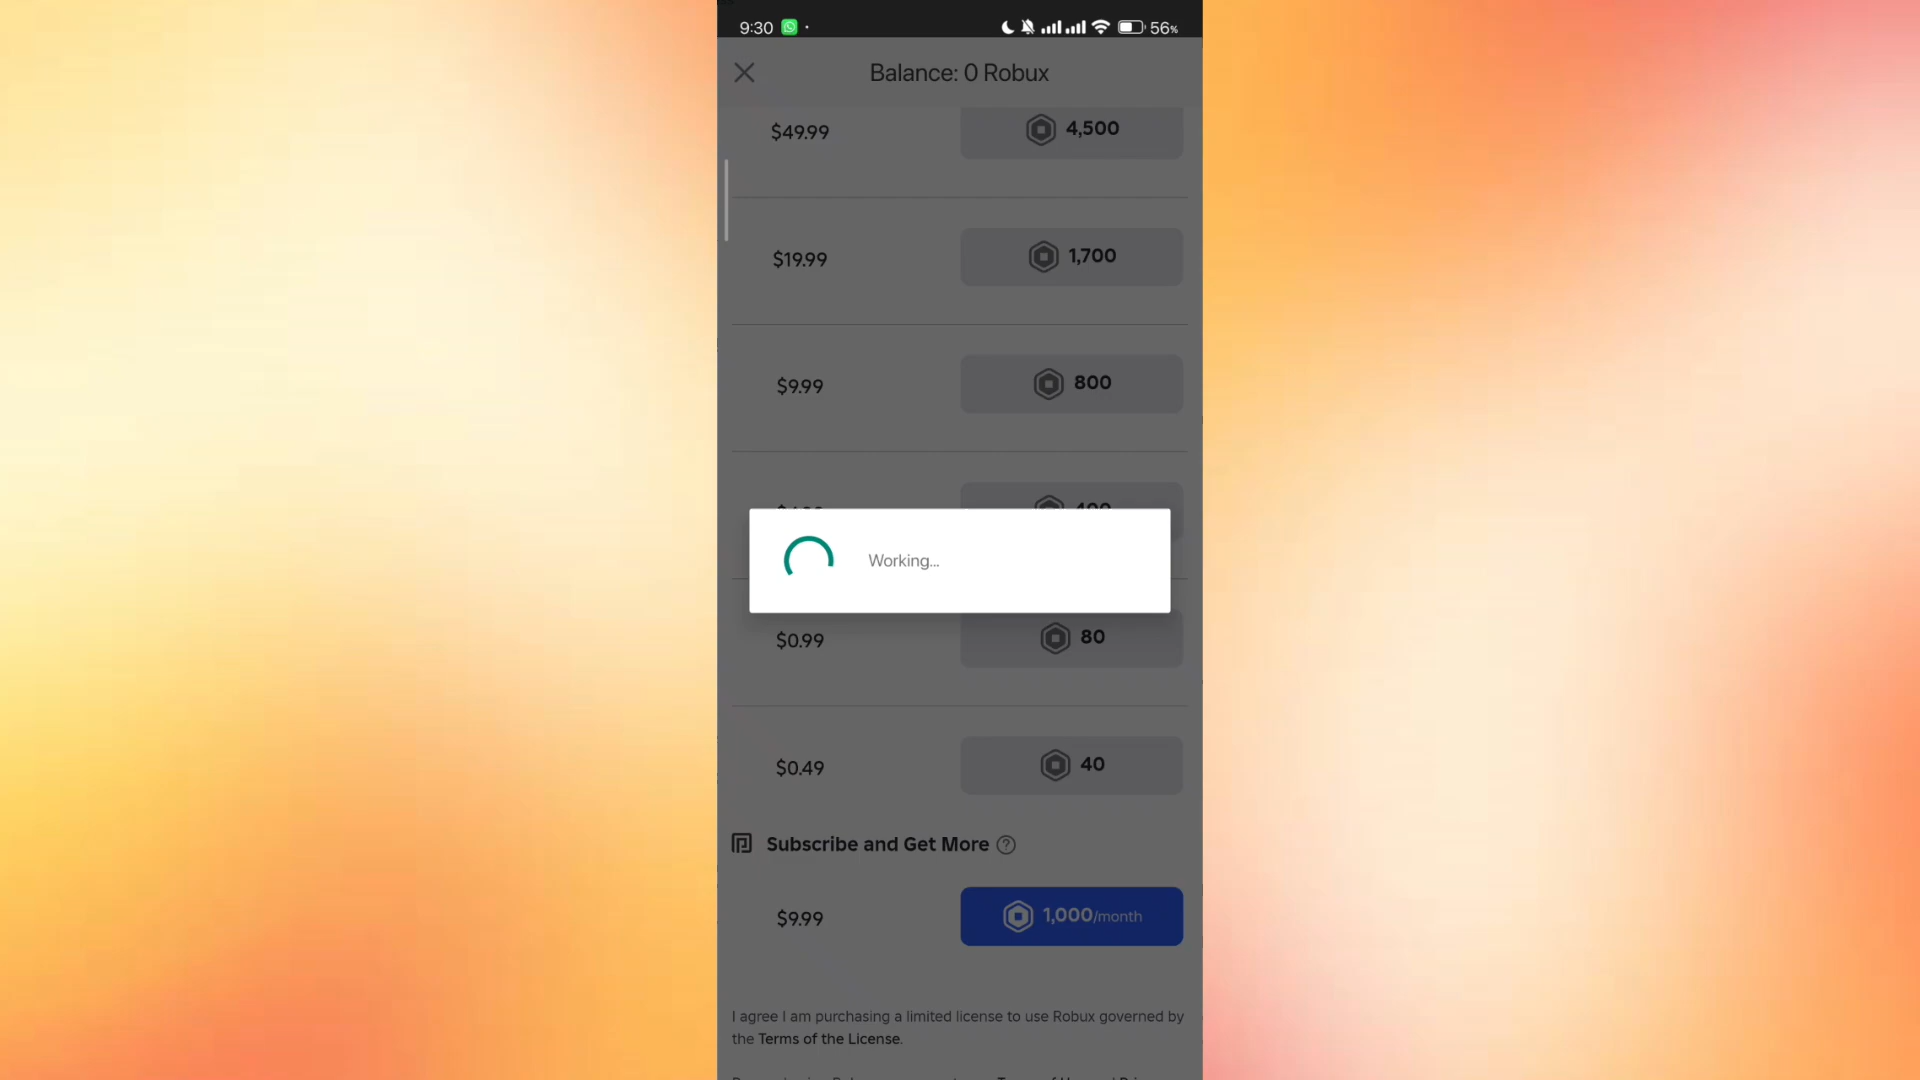 9:30 56%
Balance: 0 Robux
$49.99 4,500
$19.99 1,700
$9.99 800
Working...
$0.99 80
$0.49 40
Subscribe and Get More
$9.99 1,000/month
I agree I am purchasing a limited license to use Robux governed by
the Terms of the License.